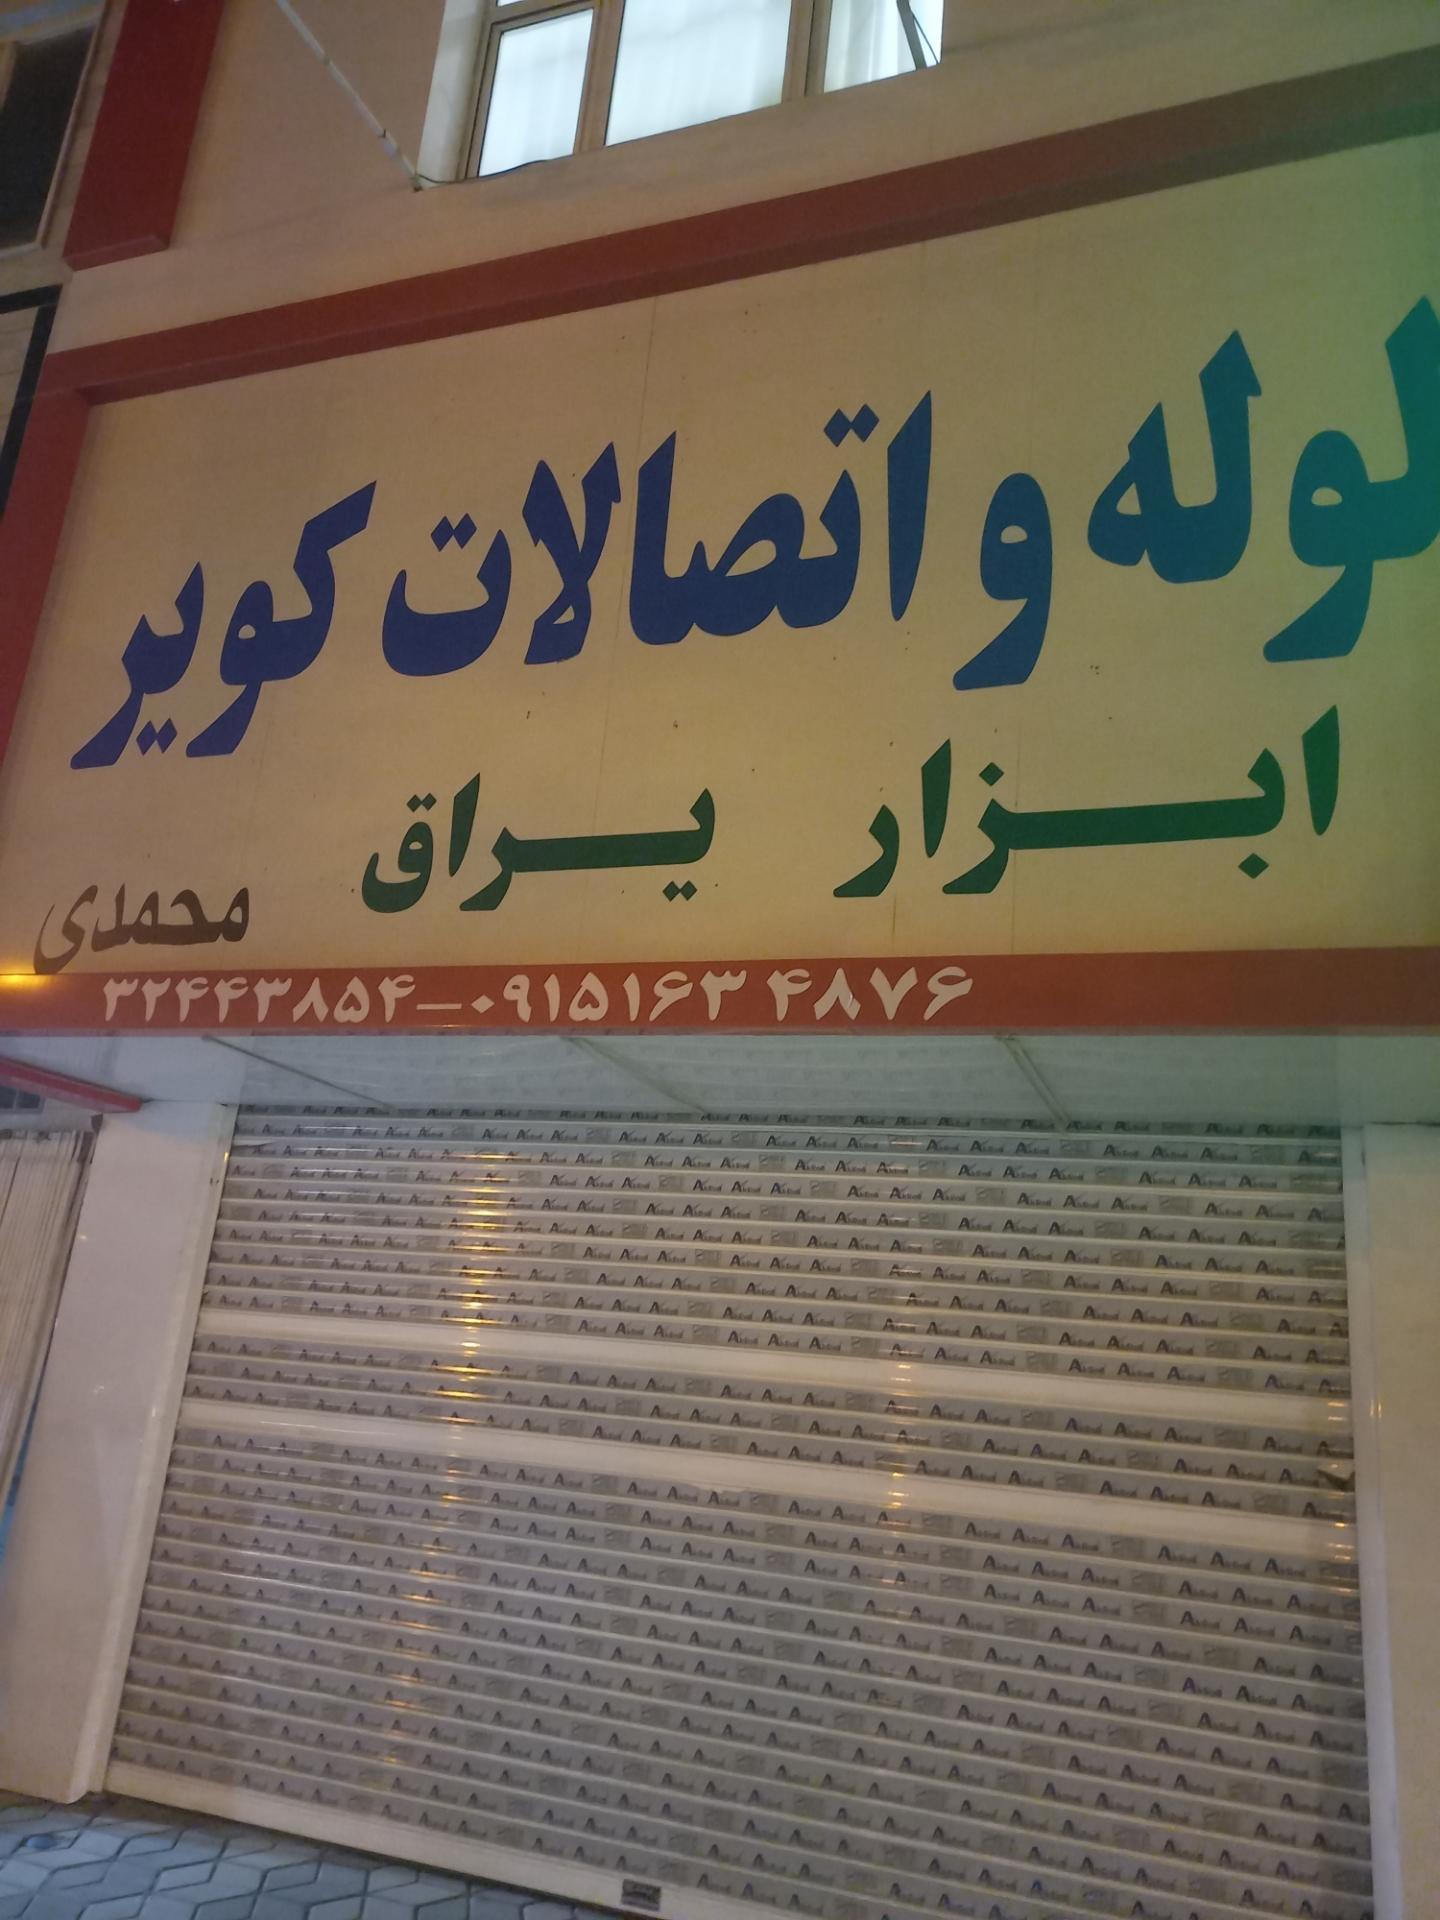 لوله و اتصالات کویر
ابزار یراق
محمدی
۳۲۴۴۳۸۵۴-۰۹۱۵۱۶۳ ۴۸۷۶